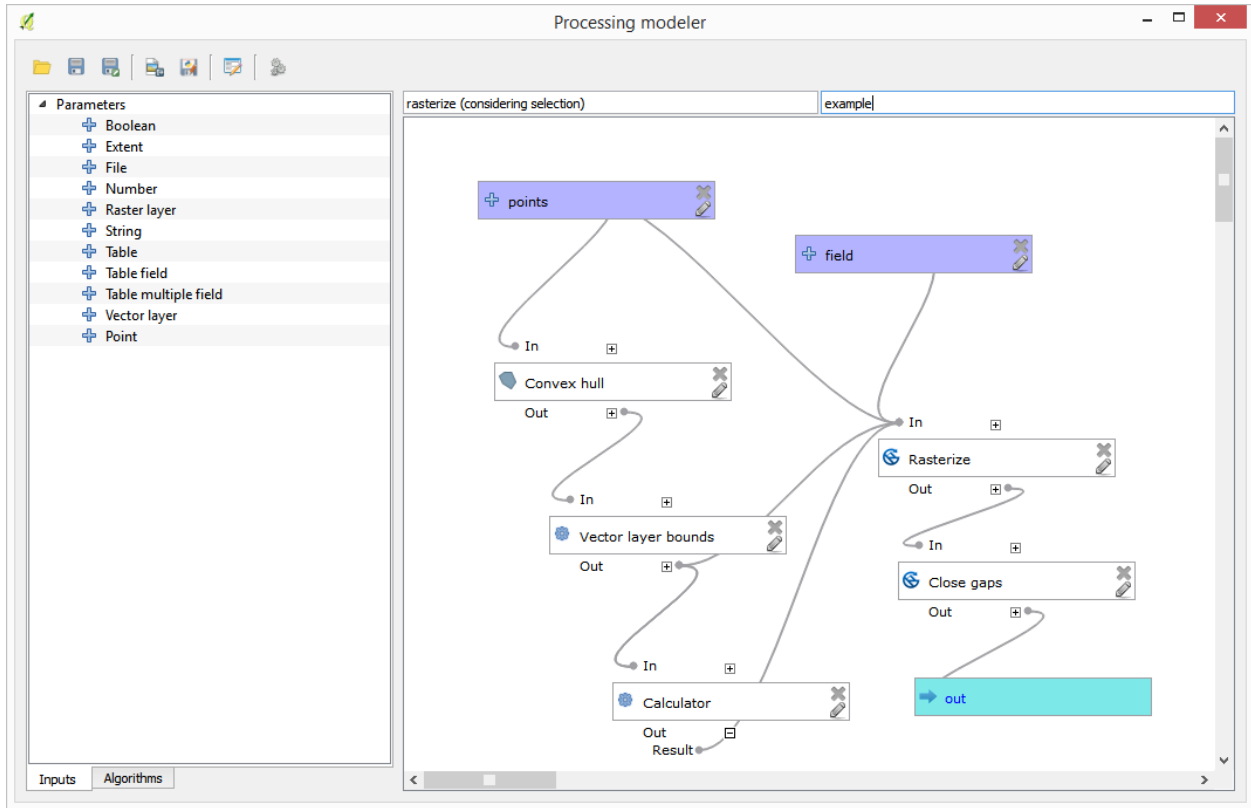 Processing modeler
Parameters
Boolean
Extent
File
Number
Raster layer
String
Table
Table field
Table multiple field
Vector layer
Point
Inputs
Algorithms
rasterize (considering selection)
example
points
field
In
Convex hull
Out
In
Vector layer bounds
Out
In
Calculator
Out
Result
In
Rasterize
Out
In
Close gaps
Out
out